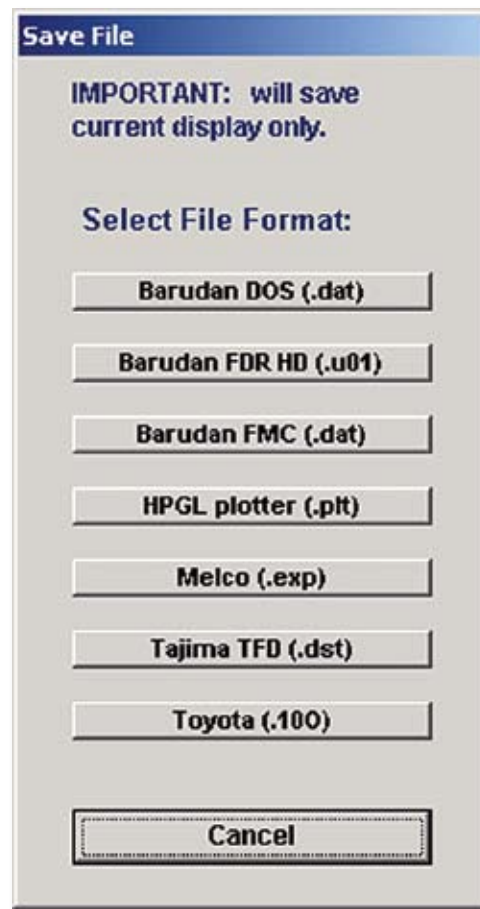 Save File
IMPORTANT: will save
current display only.
Select File Format:
Barudan DOS (.dat)
Barudan FDR HD (.u01)
Barudan FMC (.dat)
HPGL plotter (.plt)
Melco (.exp)
Tajima TFD (.dst)
Toyota (.10O)
Cancel